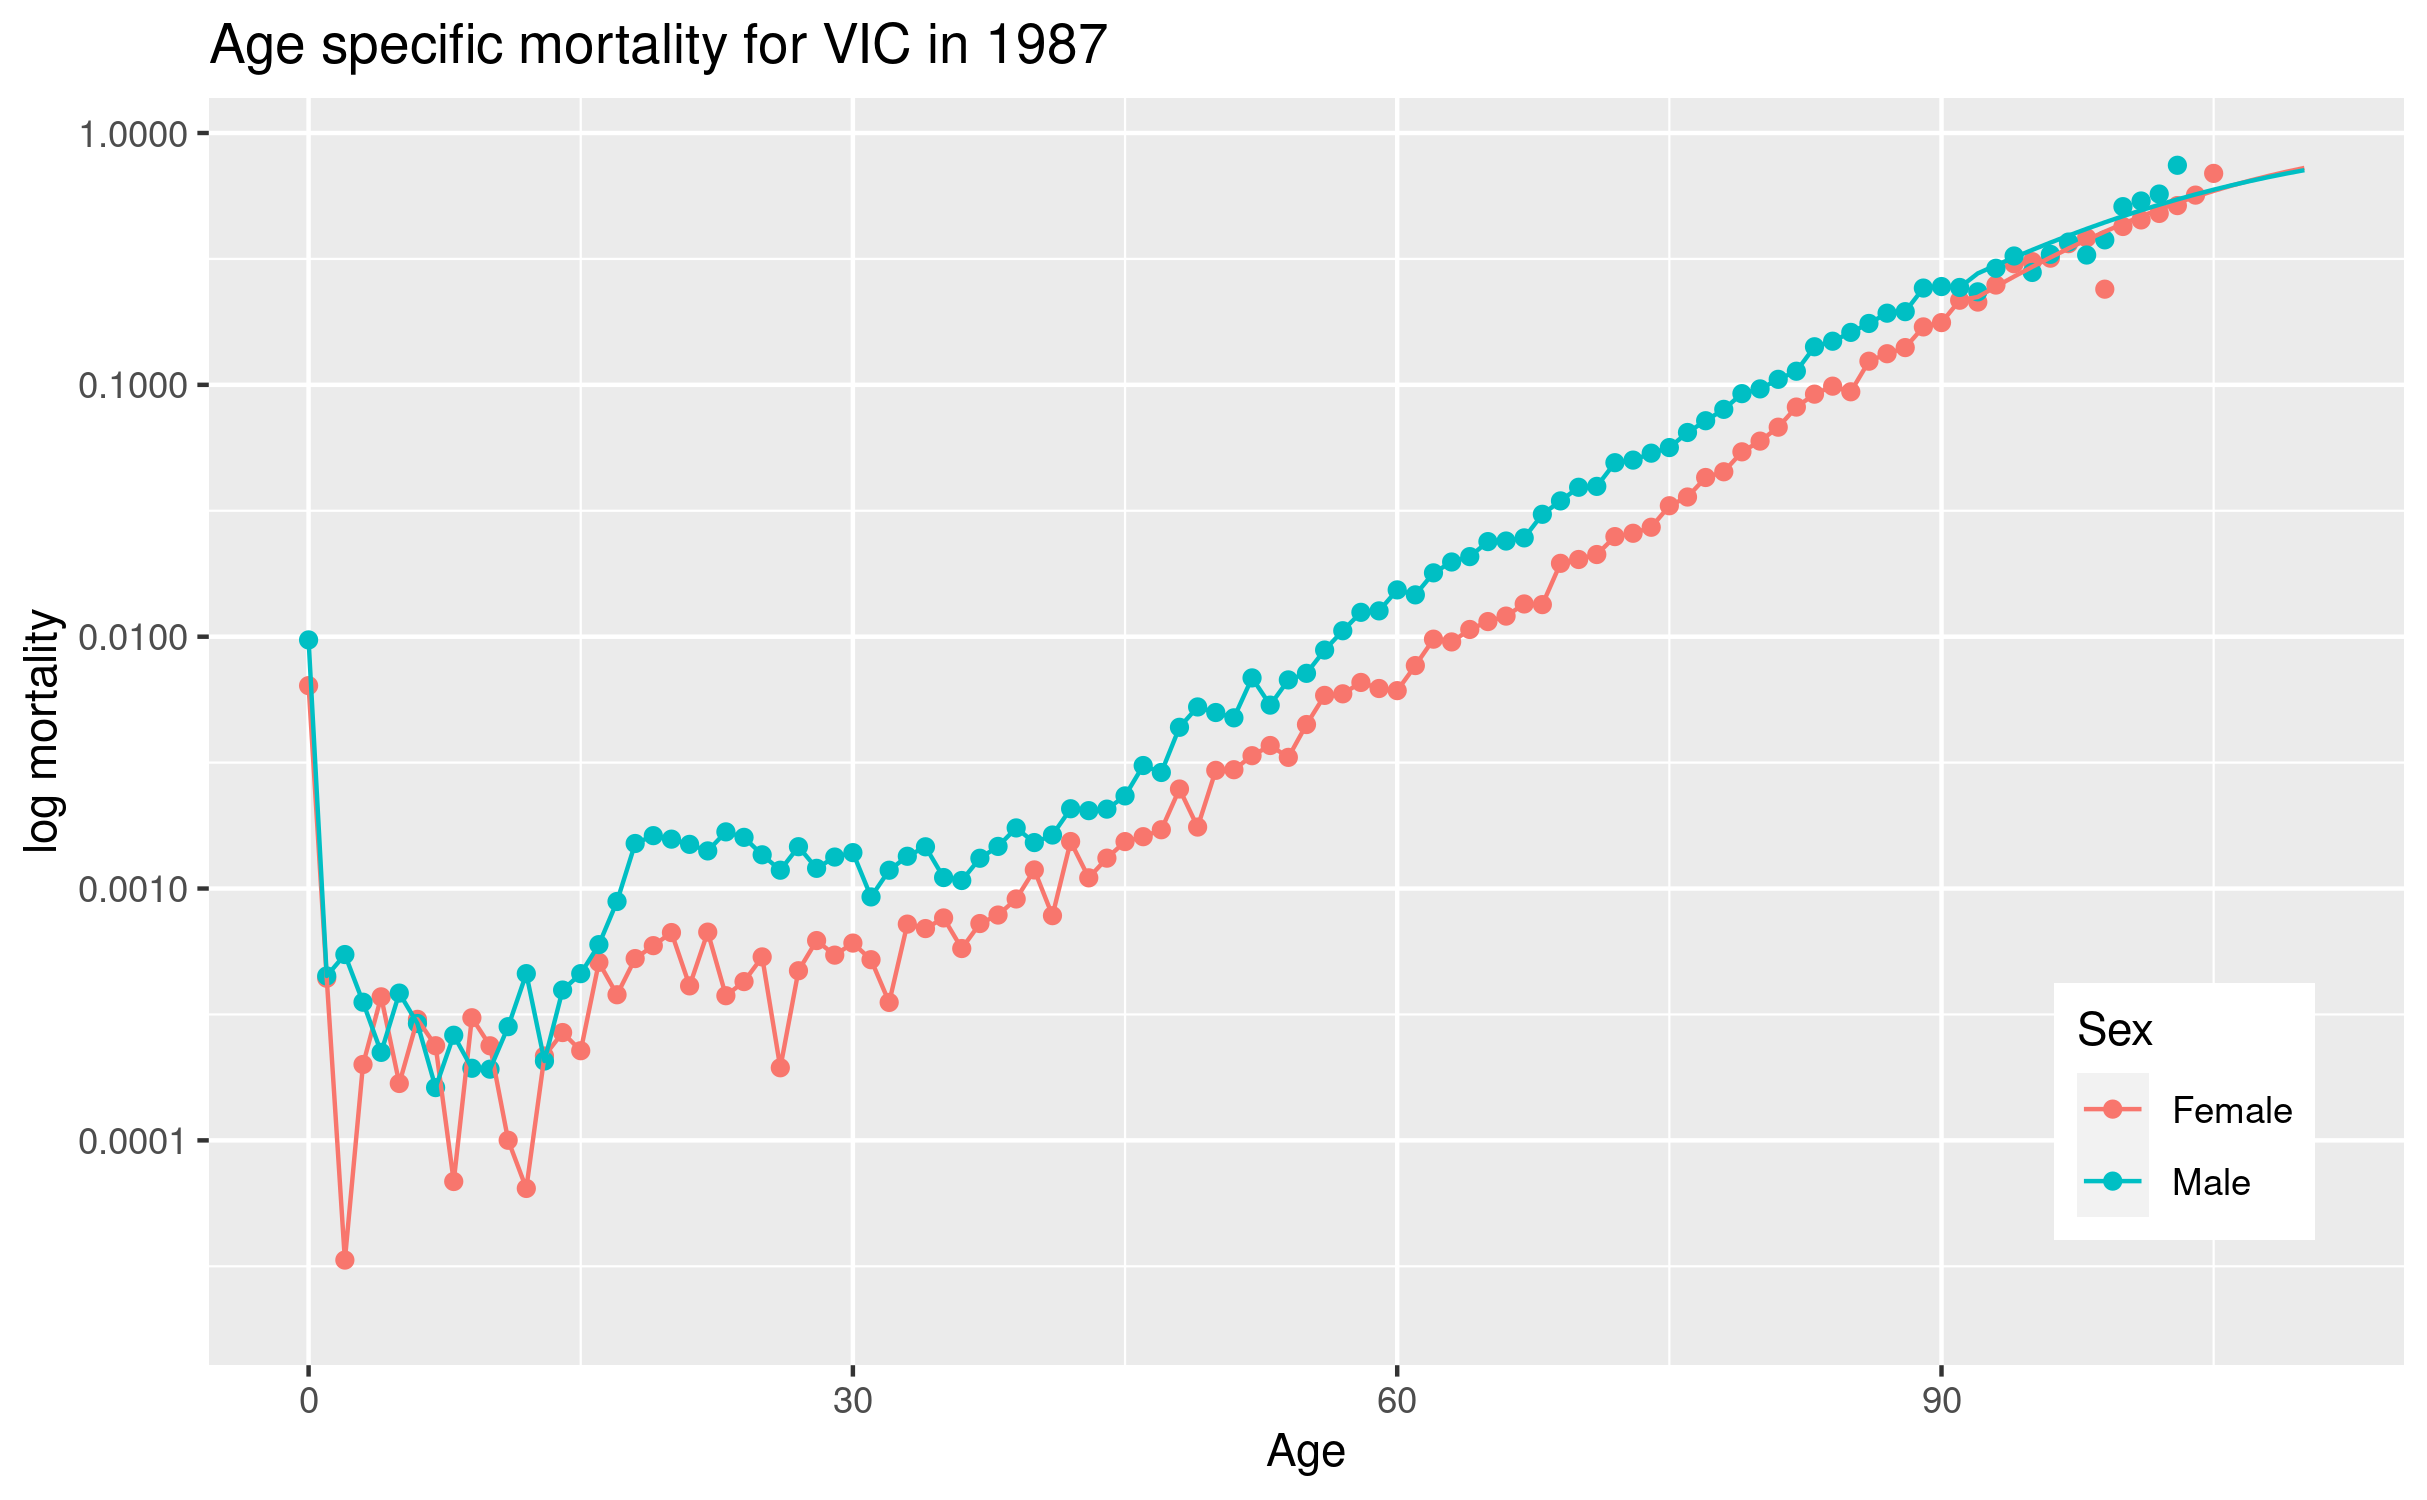 Age specific mortality for VIC in 1987
1.0000
0.1000
0.0100
0.0010
0.0001
log mortality
0 30 60 90
Age
Sex
Female
Male